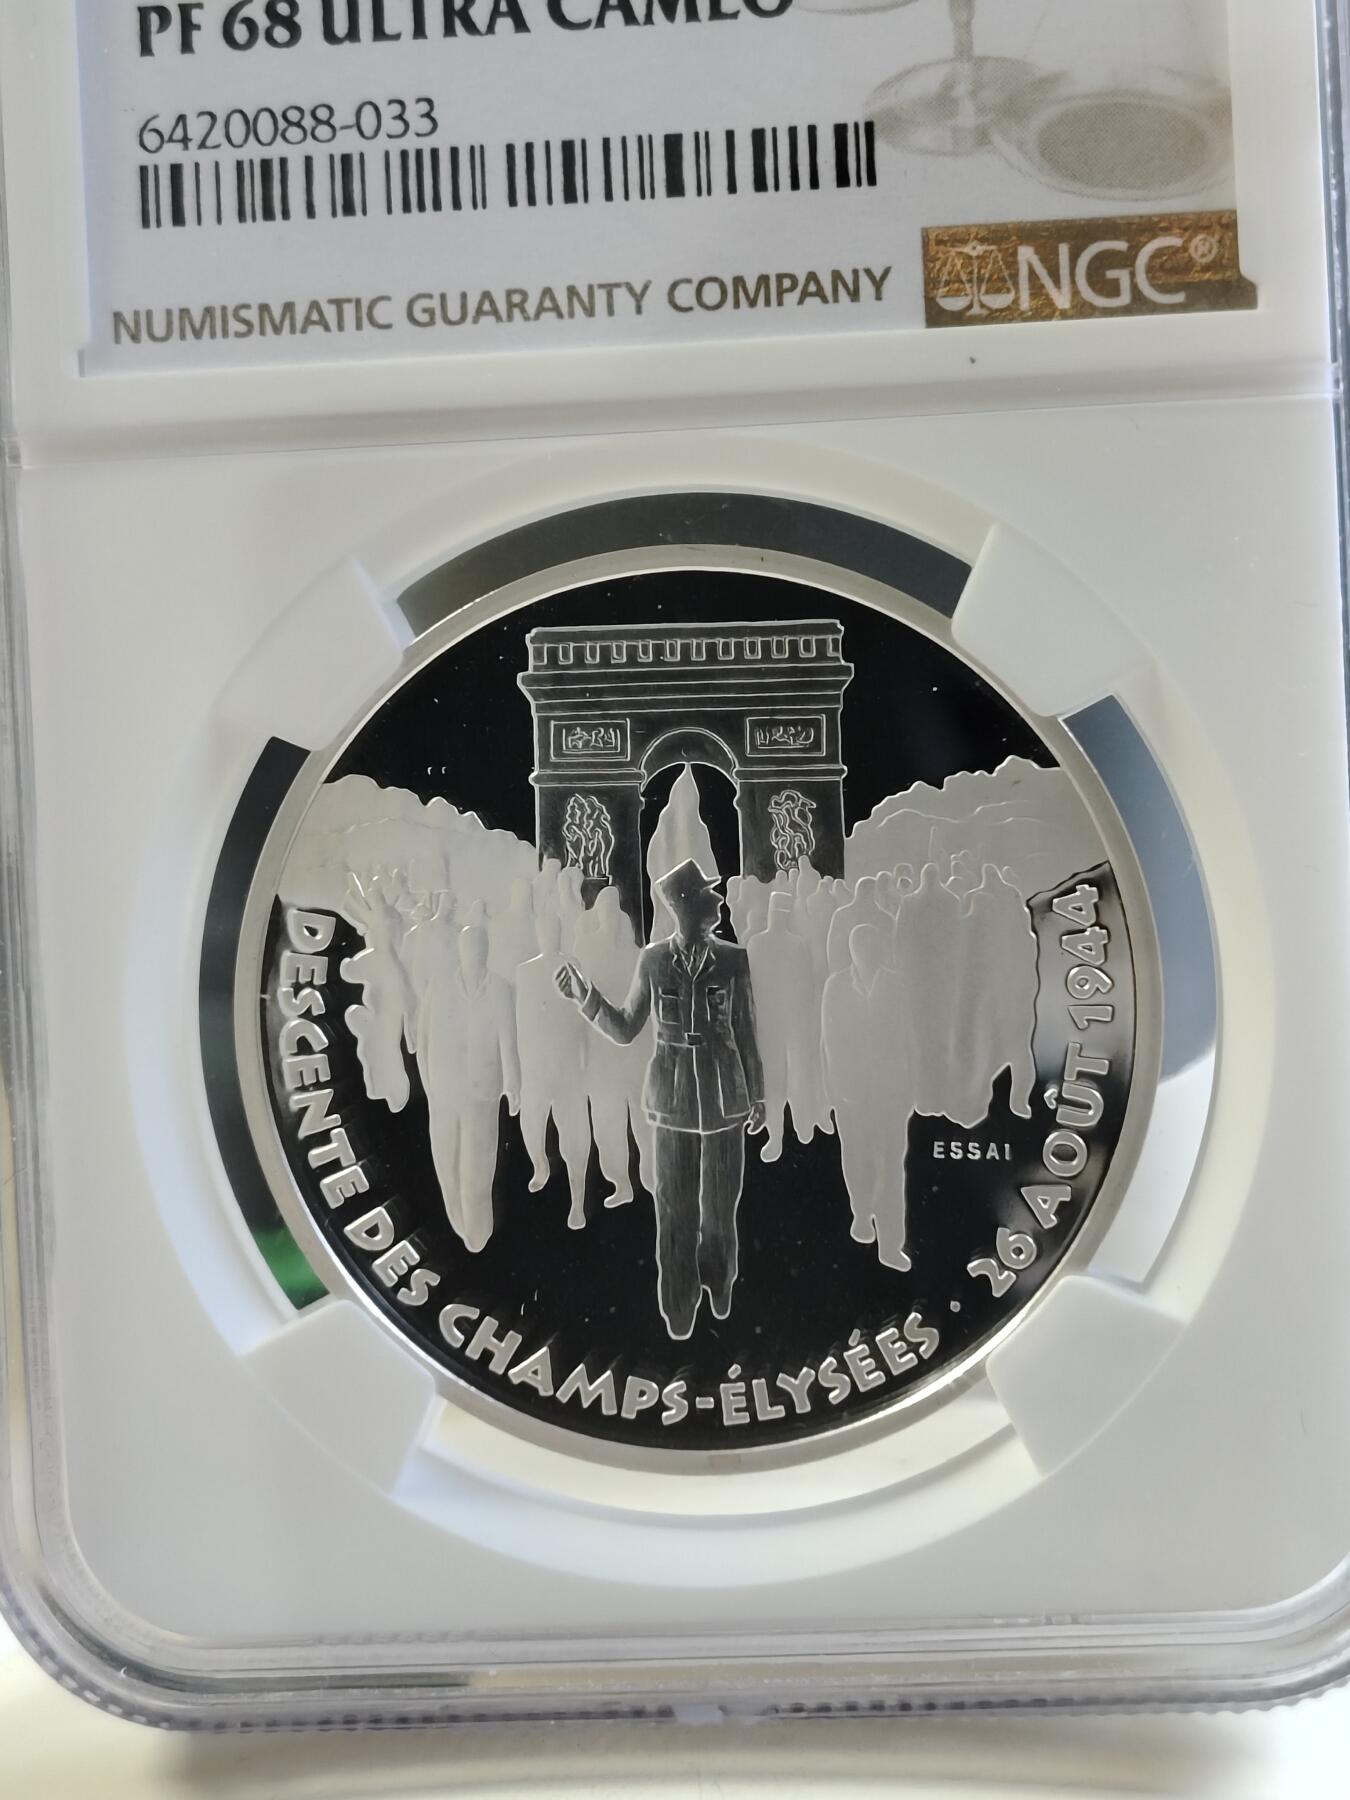 PF 68 ULTRA CAMEO
6420088-033
NUMISMATIC GUARANTY COMPANY
NGC®
ESSAI
DESCENTE DES CHAMPS-ÉLYSÉES · 26 AOÛT 1944